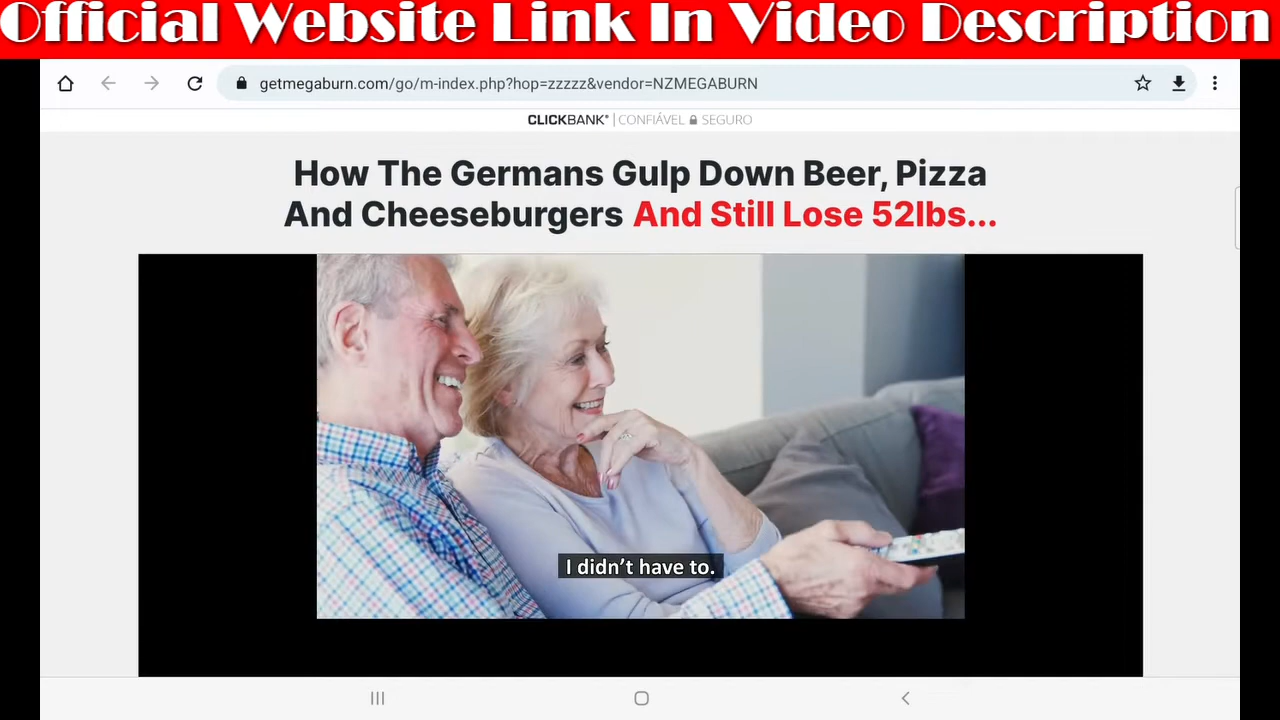 Official Website Link In Video Description
getmegaburn.com/go/m-index.php?hop=zzzzz&vendor=NZMEGABURN
CLICKBANK® | CONFIÁVEL SEGURO
How The Germans Gulp Down Beer, Pizza
And Cheeseburgers And Still Lose 52lbs...
I didn't have to.